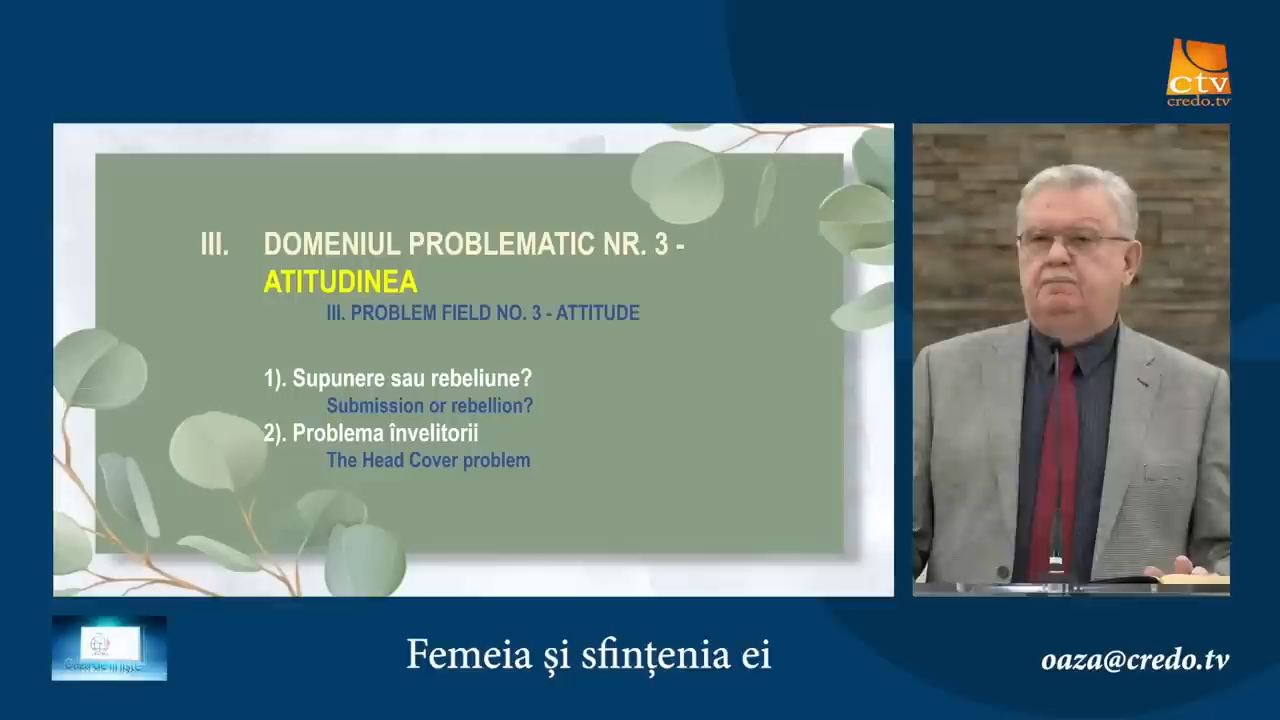 ctv
credo.tv
III. DOMENIUL PROBLEMATIC NR. 3 -
ATITUDINEA
III. PROBLEM FIELD NO. 3 - ATTITUDE
1). Supunere sau rebeliune?
Submission or rebellion?
2). Problema învelitorii
The Head Cover problem
Femeia și sfințenia ei
oaza@credo.tv